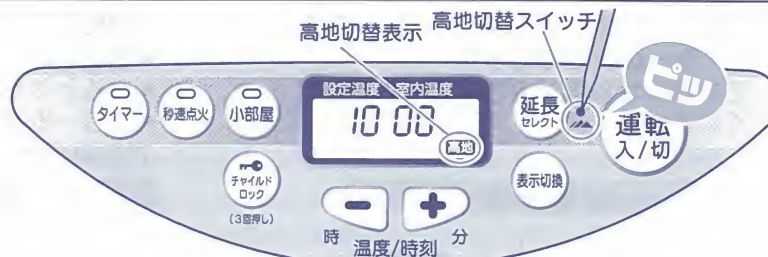 高地切替表示
高地切替スイッチ
ピッ
設定温度 室内温度
タイマー
秒速点火
小部屋
10 00
高地
延長
セレクト
運転
入/切
チャイルド
ロック
(3回押し)
表示切換
時 温度/時刻 分